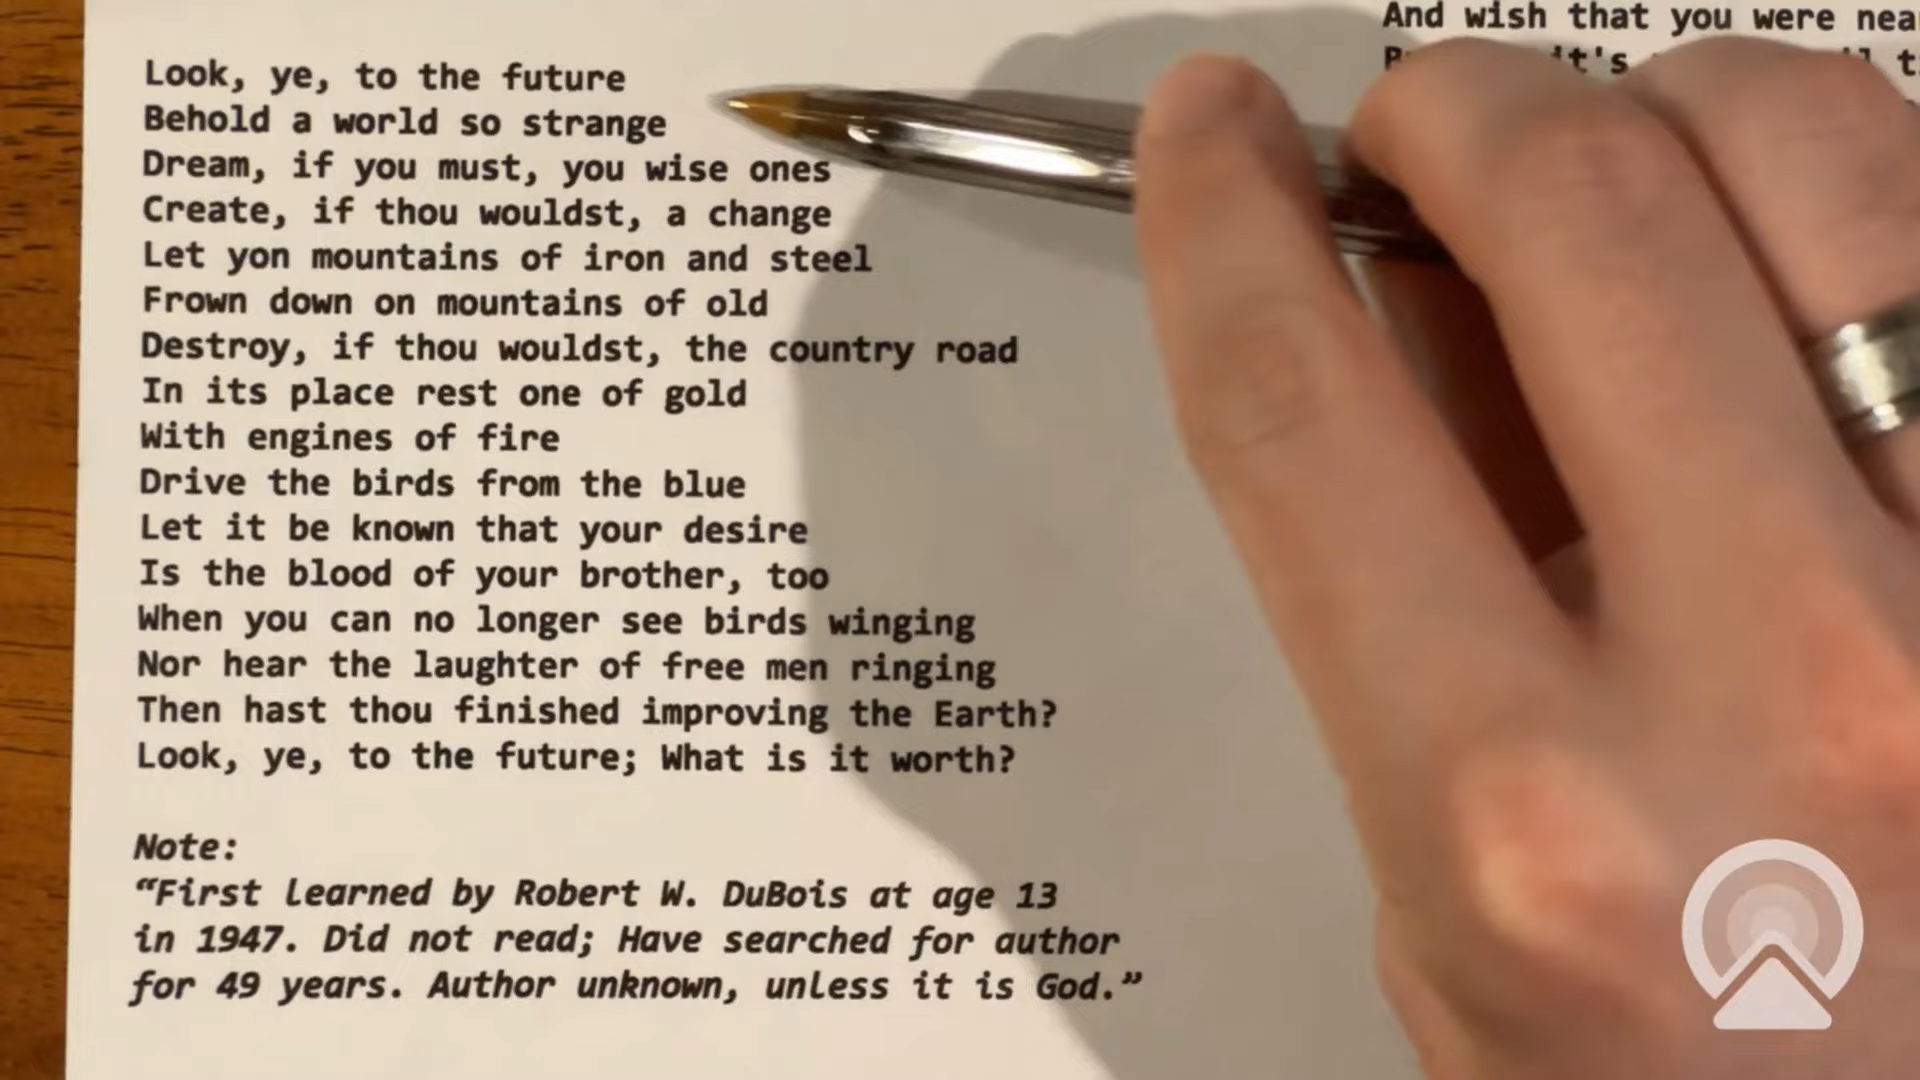 Look, ye, to the future
Behold a world so strange
Dream, if you must, you wise ones
Create, if thou wouldst, a change
Let yon mountains of iron and steel
Frown down on mountains of old
Destroy, if thou wouldst, the country road
In its place rest one of gold
With engines of fire
Drive the birds from the blue
Let it be known that your desire
Is the blood of your brother, too
When you can no longer see birds winging
Nor hear the laughter of free men ringing
Then hast thou finished improving the Earth?
Look, ye, to the future; What is it worth?
Note:
“First learned by Robert W. DuBois at age 13
in 1947. Did not read; Have searched for author
for 49 years. Author unknown, unless it is God.”
And wish that you were
it's